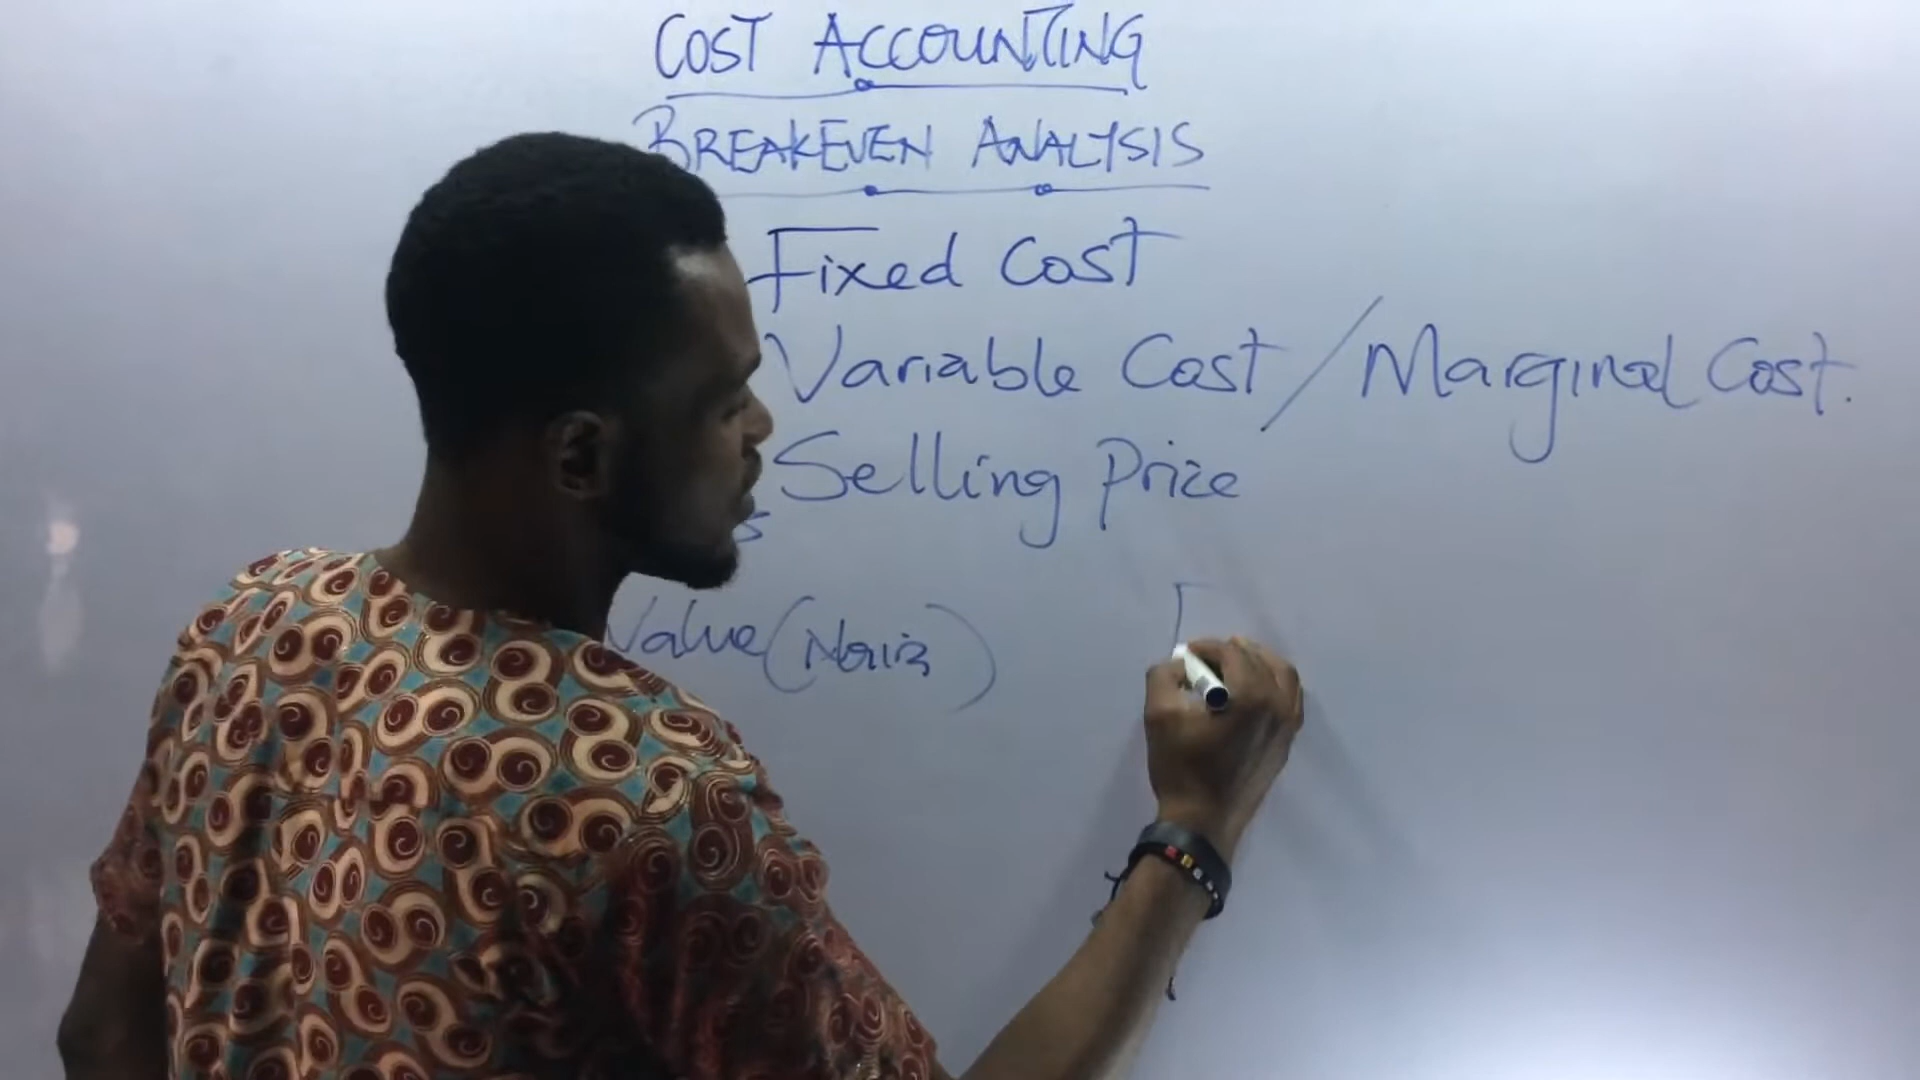 COST ACCOUNTING
BREAKEVEN ANALYSIS
Fixed Cost
Variable Cost / Marginal Cost.
Selling Price
Value (Naira)